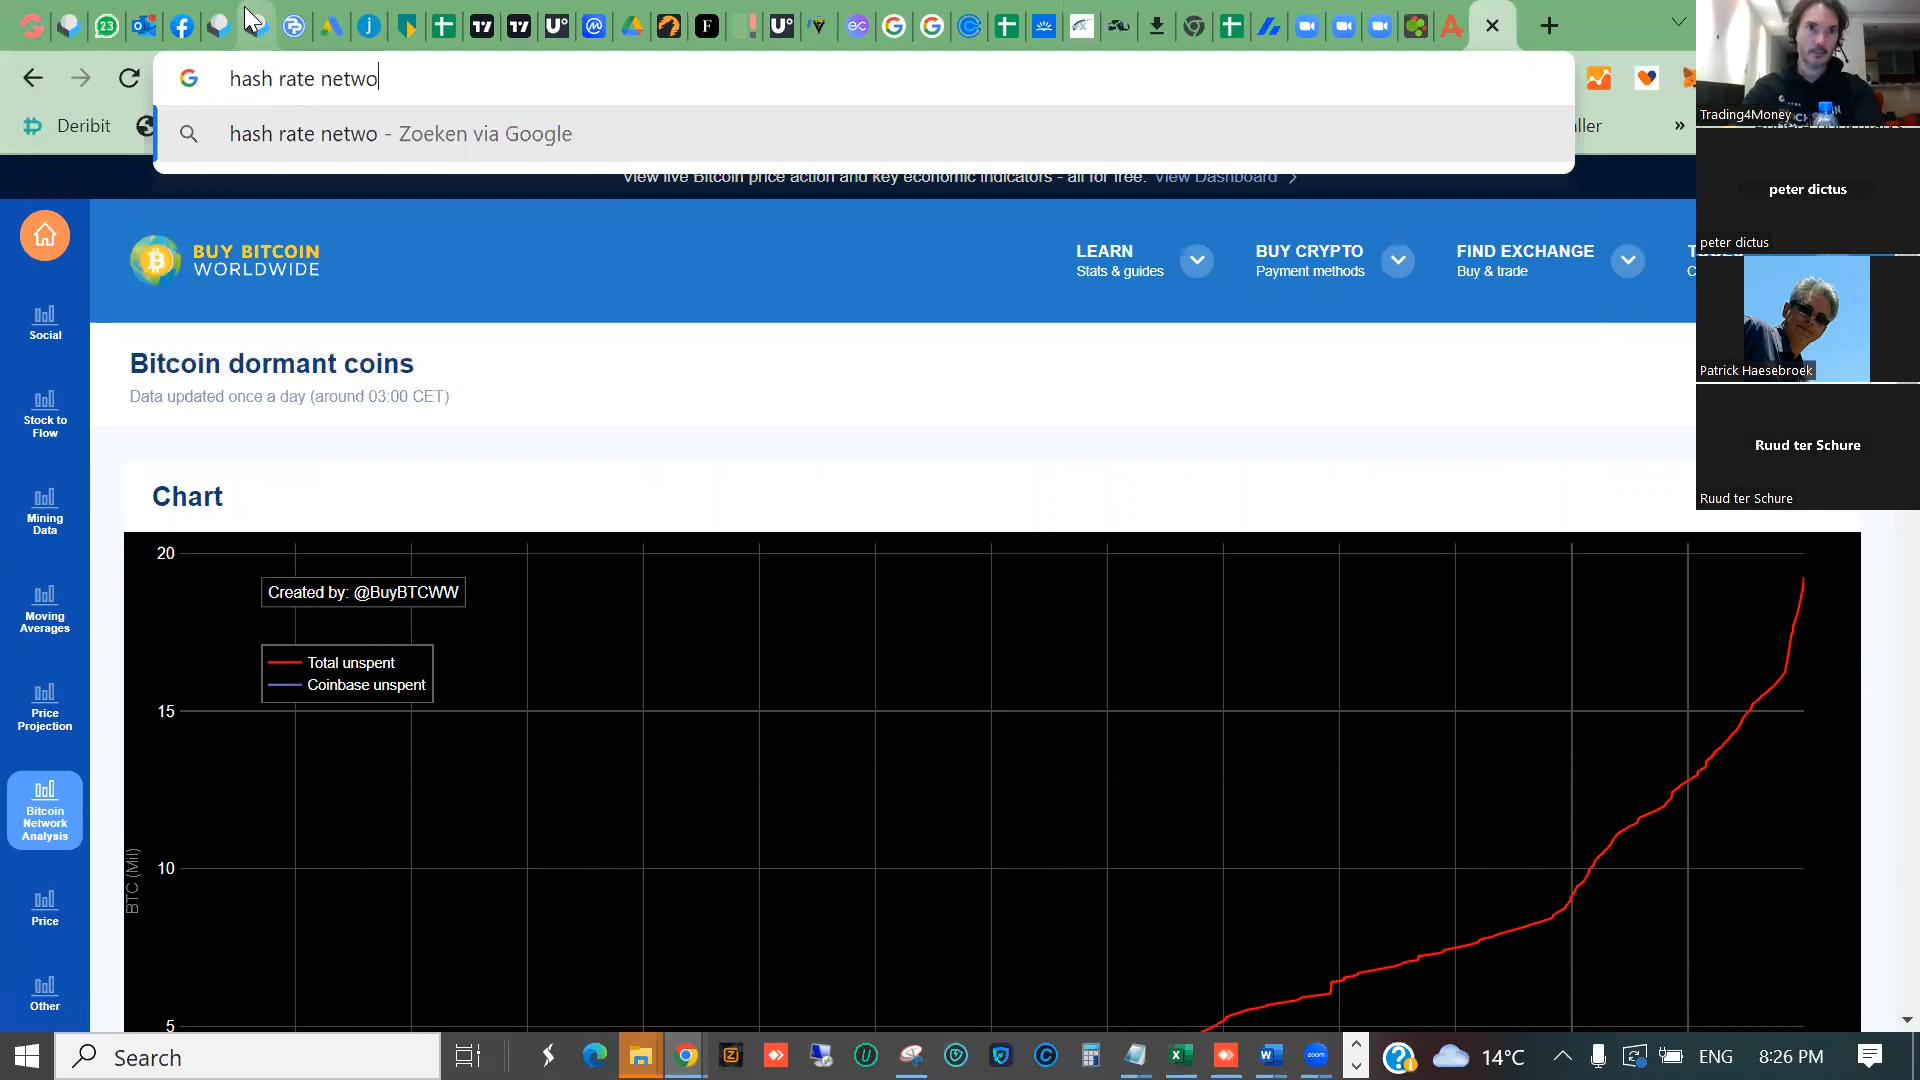 23
hash rate netwo
hash rate netwo - Zoeken via Google
Deribit
»
View live Bitcoin price action and key economic indicators - all for free. View Dashboard
BUY BITCOIN
WORLDWIDE
LEARN
Stats & guides
BUY CRYPTO
Payment methods
FIND EXCHANGE
Buy & trade
Social
Stock to
Flow
Mining
Data
Moving
Averages
Price
Projection
Bitcoin
Network
Analysis
Price
Other
Bitcoin dormant coins
Data updated once a day (around 03:00 CET)
Chart
20
15
10
5
BTC (Mil)
Created by: @BuyBTCWW
Total unspent
Coinbase unspent
Trading4Money
peter dictus
peter dictus
Patrick Haesebroek
Ruud ter Schure
Ruud ter Schure
Search
zoom
14°C
ENG
8:26 PM